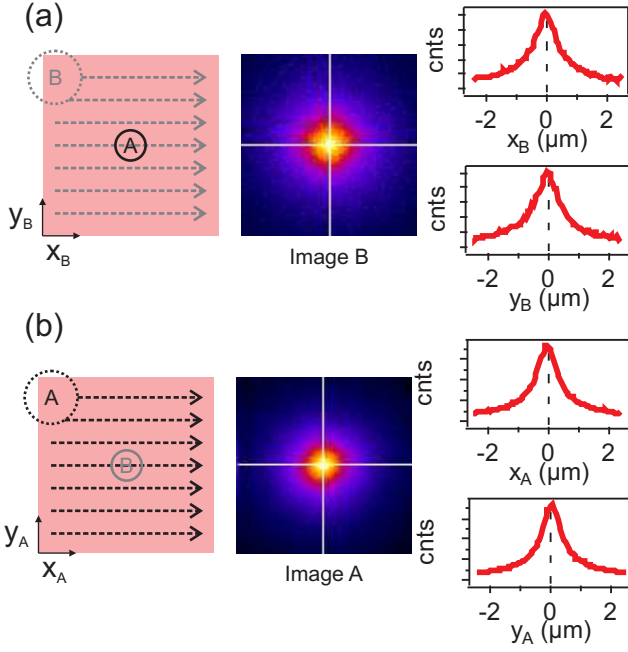 (a)
B
A
y_B
x_B
Image B
cnts
-2 0 2
x_B (µm)
cnts
-2 0 2
y_B (µm)
(b)
A
B
y_A
x_A
Image A
cnts
-2 0 2
x_A (µm)
cnts
-2 0 2
y_A (µm)